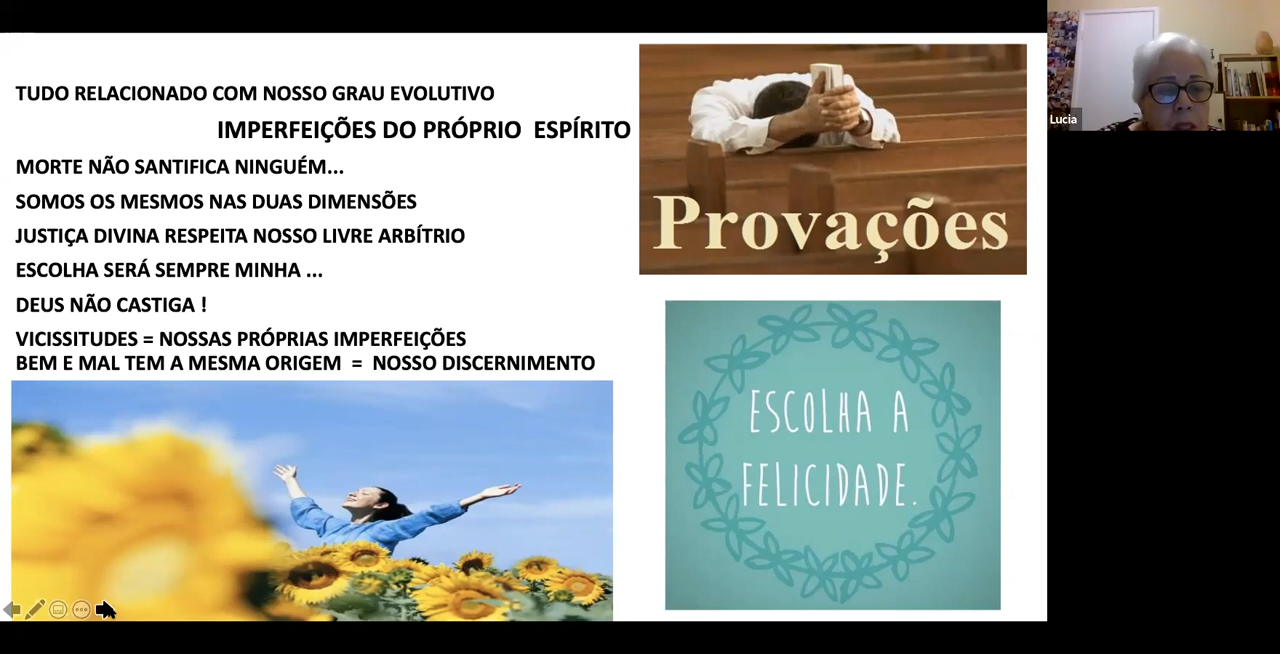 TUDO RELACIONADO COM NOSSO GRAU EVOLUTIVO
IMPERFEIÇÕES DO PRÓPRIO ESPÍRITO
MORTE NÃO SANTIFICA NINGUÉM...
SOMOS OS MESMOS NAS DUAS DIMENSÕES
JUSTIÇA DIVINA RESPEITA NOSSO LIVRE ARBÍTRIO
ESCOLHA SERÁ SEMPRE MINHA ...
DEUS NÃO CASTIGA !
VICISSITUDES = NOSSAS PRÓPRIAS IMPERFEIÇÕES
BEM E MAL TEM A MESMA ORIGEM = NOSSO DISCERNIMENTO
Provações
ESCOLHA A
FELICIDADE.
Lucia